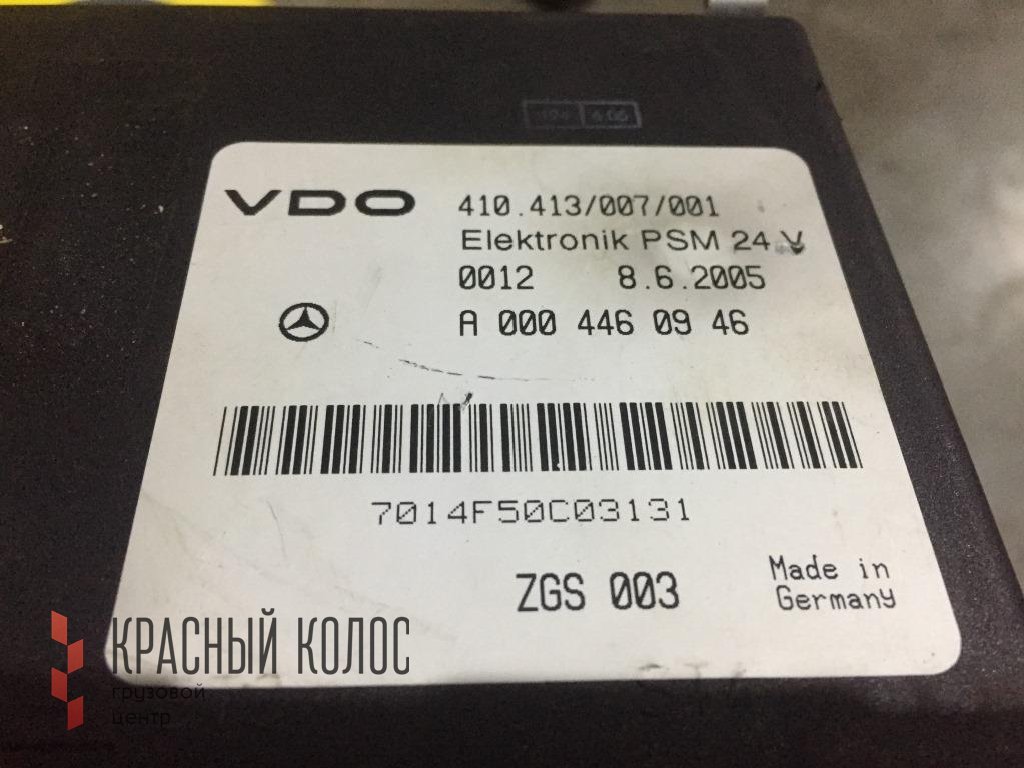 VDO
410.413/007/001
Elektronik PSM 24 V
0012 8.6.2005
A 000 446 09 46
7014F50C03131
ZGS 003
Made in
Germany
КРАСНЫЙ КОЛОС
грузовой
центр